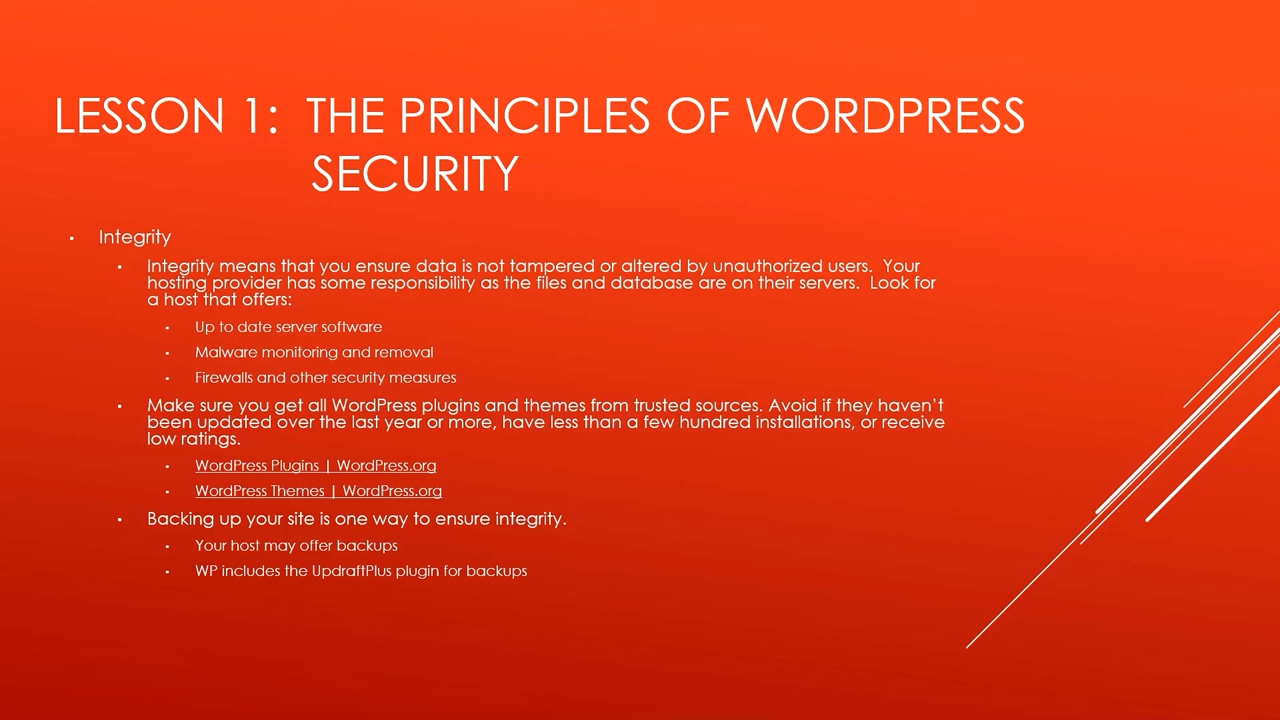 LESSON 1:  THE PRINCIPLES OF WORDPRESS
SECURITY
• Integrity
• Integrity means that you ensure data is not tampered or altered by unauthorized users.  Your
hosting provider has some responsibility as the files and database are on their servers.  Look for
a host that offers:
• Up to date server software
• Malware monitoring and removal
• Firewalls and other security measures
• Make sure you get all WordPress plugins and themes from trusted sources. Avoid if they haven't
been updated over the last year or more, have less than a few hundred installations, or receive
low ratings.
• WordPress Plugins | WordPress.org
• WordPress Themes | WordPress.org
• Backing up your site is one way to ensure integrity.
• Your host may offer backups
• WP includes the UpdraftPlus plugin for backups